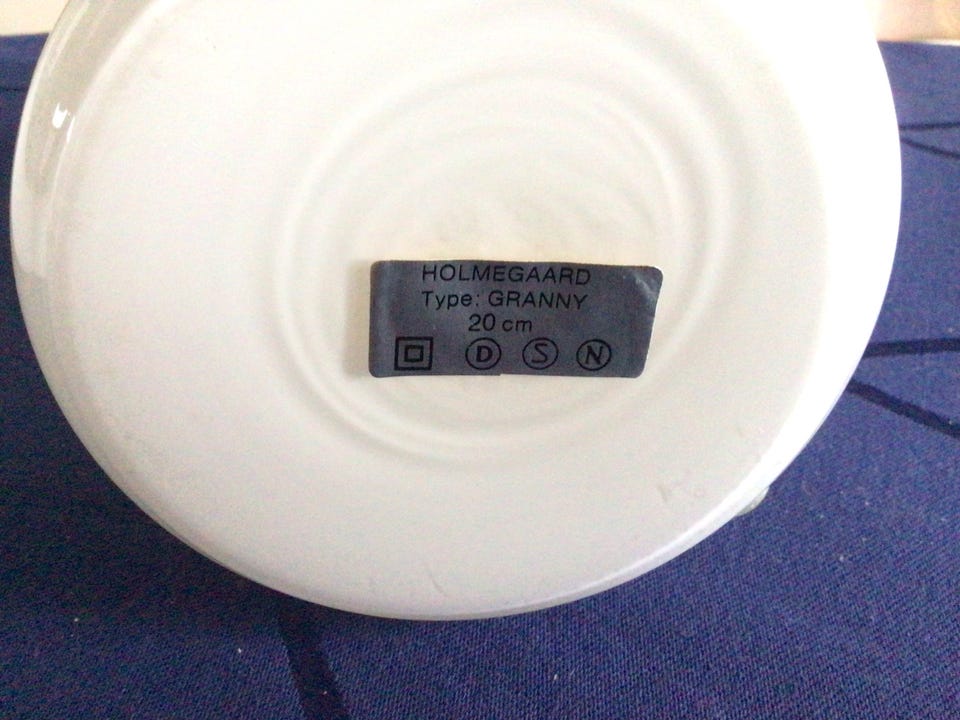 HOLMEGAARD
Type: GRANNY
20 cm
D S N